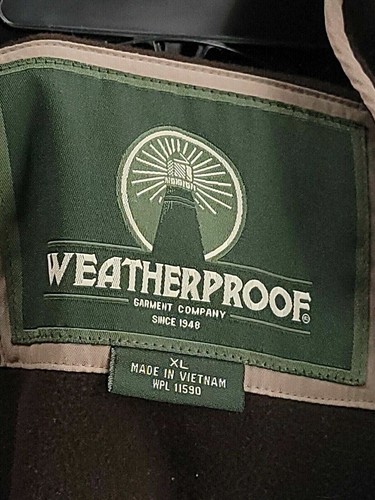 WEATHERPROOF®
GARMENT COMPANY
SINCE 1948
XL
MADE IN VIETNAM
WPL 11590